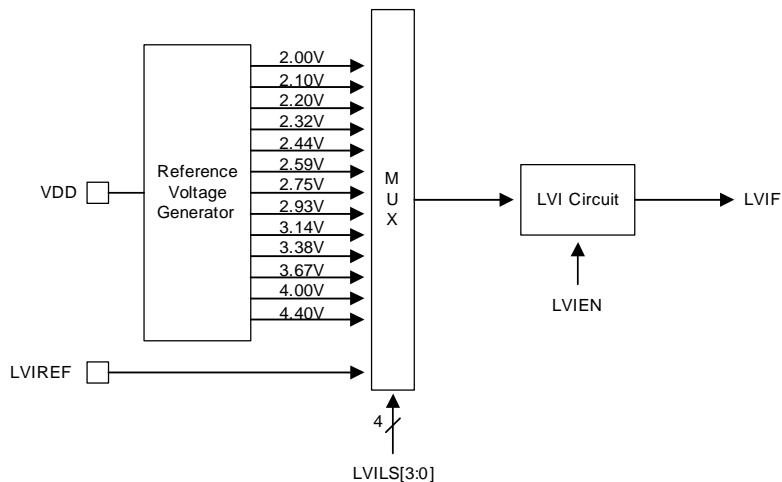 2.00V
2.10V
2.20V
2.32V
2.44V
2.59V
2.75V
2.93V
3.14V
3.38V
3.67V
4.00V
4.40V
VDD
Reference
Voltage
Generator
M
U
X
LVI Circuit
LVIF
LVIEN
LVIREF
4
LVILS[3:0]